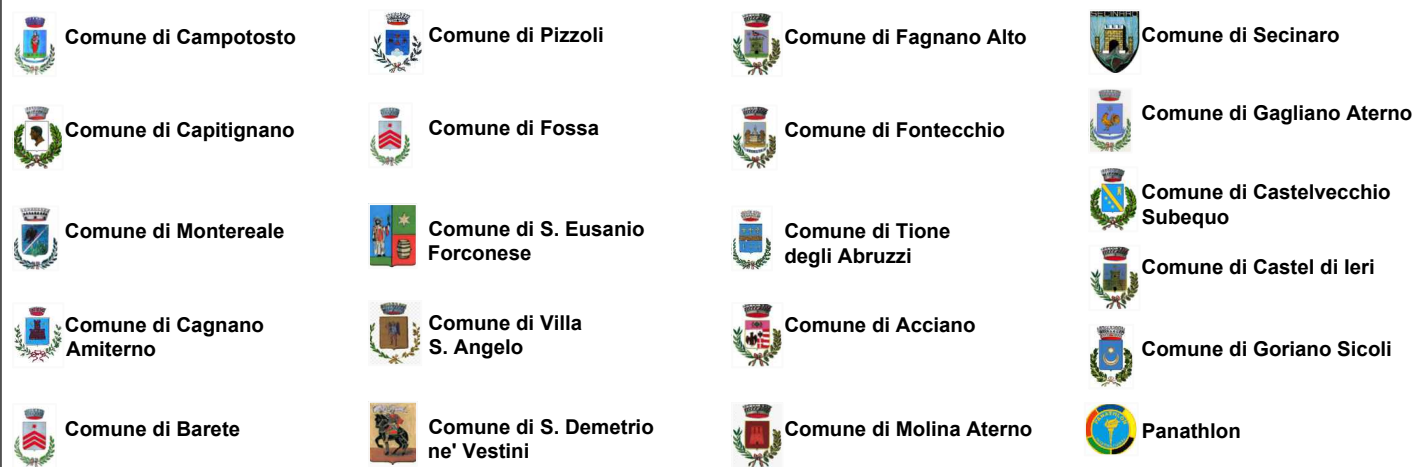 Comune di Campotosto
Comune di Capitignano
Comune di Montereale
Comune di Cagnano
Amiterno
Comune di Barete
Comune di Pizzoli
Comune di Fossa
Comune di S. Eusanio
Forconese
Comune di Villa
S. Angelo
Comune di S. Demetrio
ne' Vestini
Comune di Fagnano Alto
Comune di Fontecchio
Comune di Tione
degli Abruzzi
Comune di Acciano
Comune di Molina Aterno
SECINARO
Comune di Secinaro
Comune di Gagliano Aterno
Comune di Castelvecchio
Subequo
Comune di Castel di Ieri
Comune di Goriano Sicoli
Panathlon